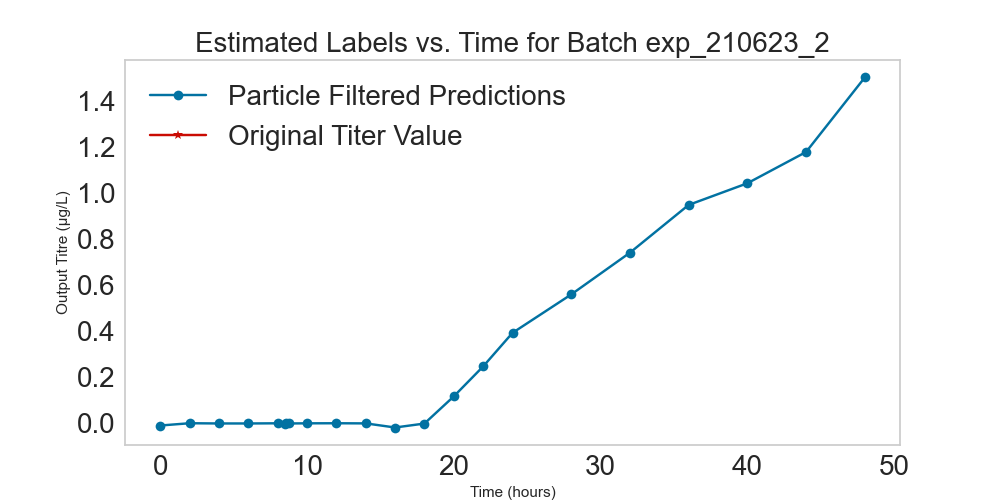 Estimated Labels vs. Time for Batch exp_210623_2
Particle Filtered Predictions
Original Titer Value
Output Titre (µg/L)
1.4
1.2
1.0
0.8
0.6
0.4
0.2
0.0
0 10 20 30 40 50
Time (hours)